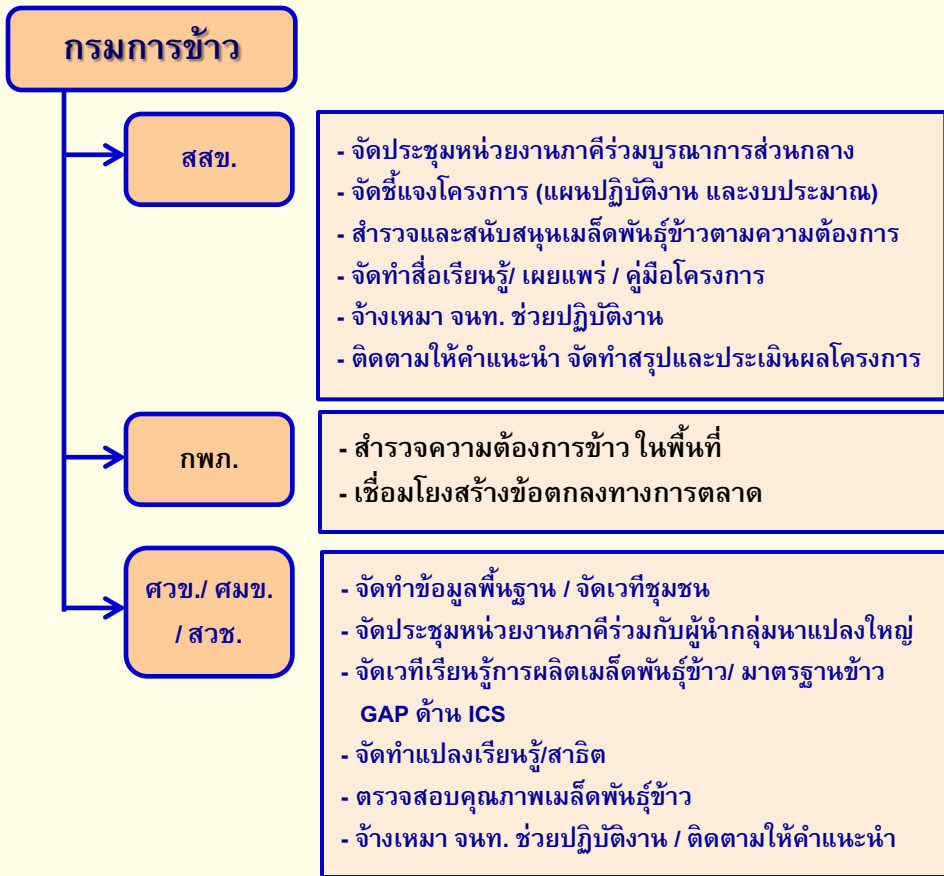 กรมการข้าว
สสข.
- จัดประชุมหน่วยงานภาคีร่วมบูรณาการส่วนกลาง
- จัดชี้แจงโครงการ (แผนปฏิบัติงาน และงบประมาณ)
- สำรวจและสนับสนุนเมล็ดพันธุ์ข้าวตามความต้องการ
- จัดทำสื่อเรียนรู้/ เผยแพร่ / คู่มือโครงการ
- จ้างเหมา จนท. ช่วยปฏิบัติงาน
- ติดตามให้คำแนะนำ จัดทำสรุปและประเมินผลโครงการ
กพภ.
- สำรวจความต้องการข้าว ในพื้นที่
- เชื่อมโยงสร้างข้อตกลงทางการตลาด
ศวข./ ศมข.
/ สวช.
- จัดทำข้อมูลพื้นฐาน / จัดเวทีชุมชน
- จัดประชุมหน่วยงานภาคีร่วมกับผู้นำกลุ่มนาแปลงใหญ่
- จัดเวทีเรียนรู้การผลิตเมล็ดพันธุ์ข้าว/ มาตรฐานข้าว
GAP ด้าน ICS
- จัดทำแปลงเรียนรู้/สาธิต
- ตรวจสอบคุณภาพเมล็ดพันธุ์ข้าว
- จ้างเหมา จนท. ช่วยปฏิบัติงาน / ติดตามให้คำแนะนำ